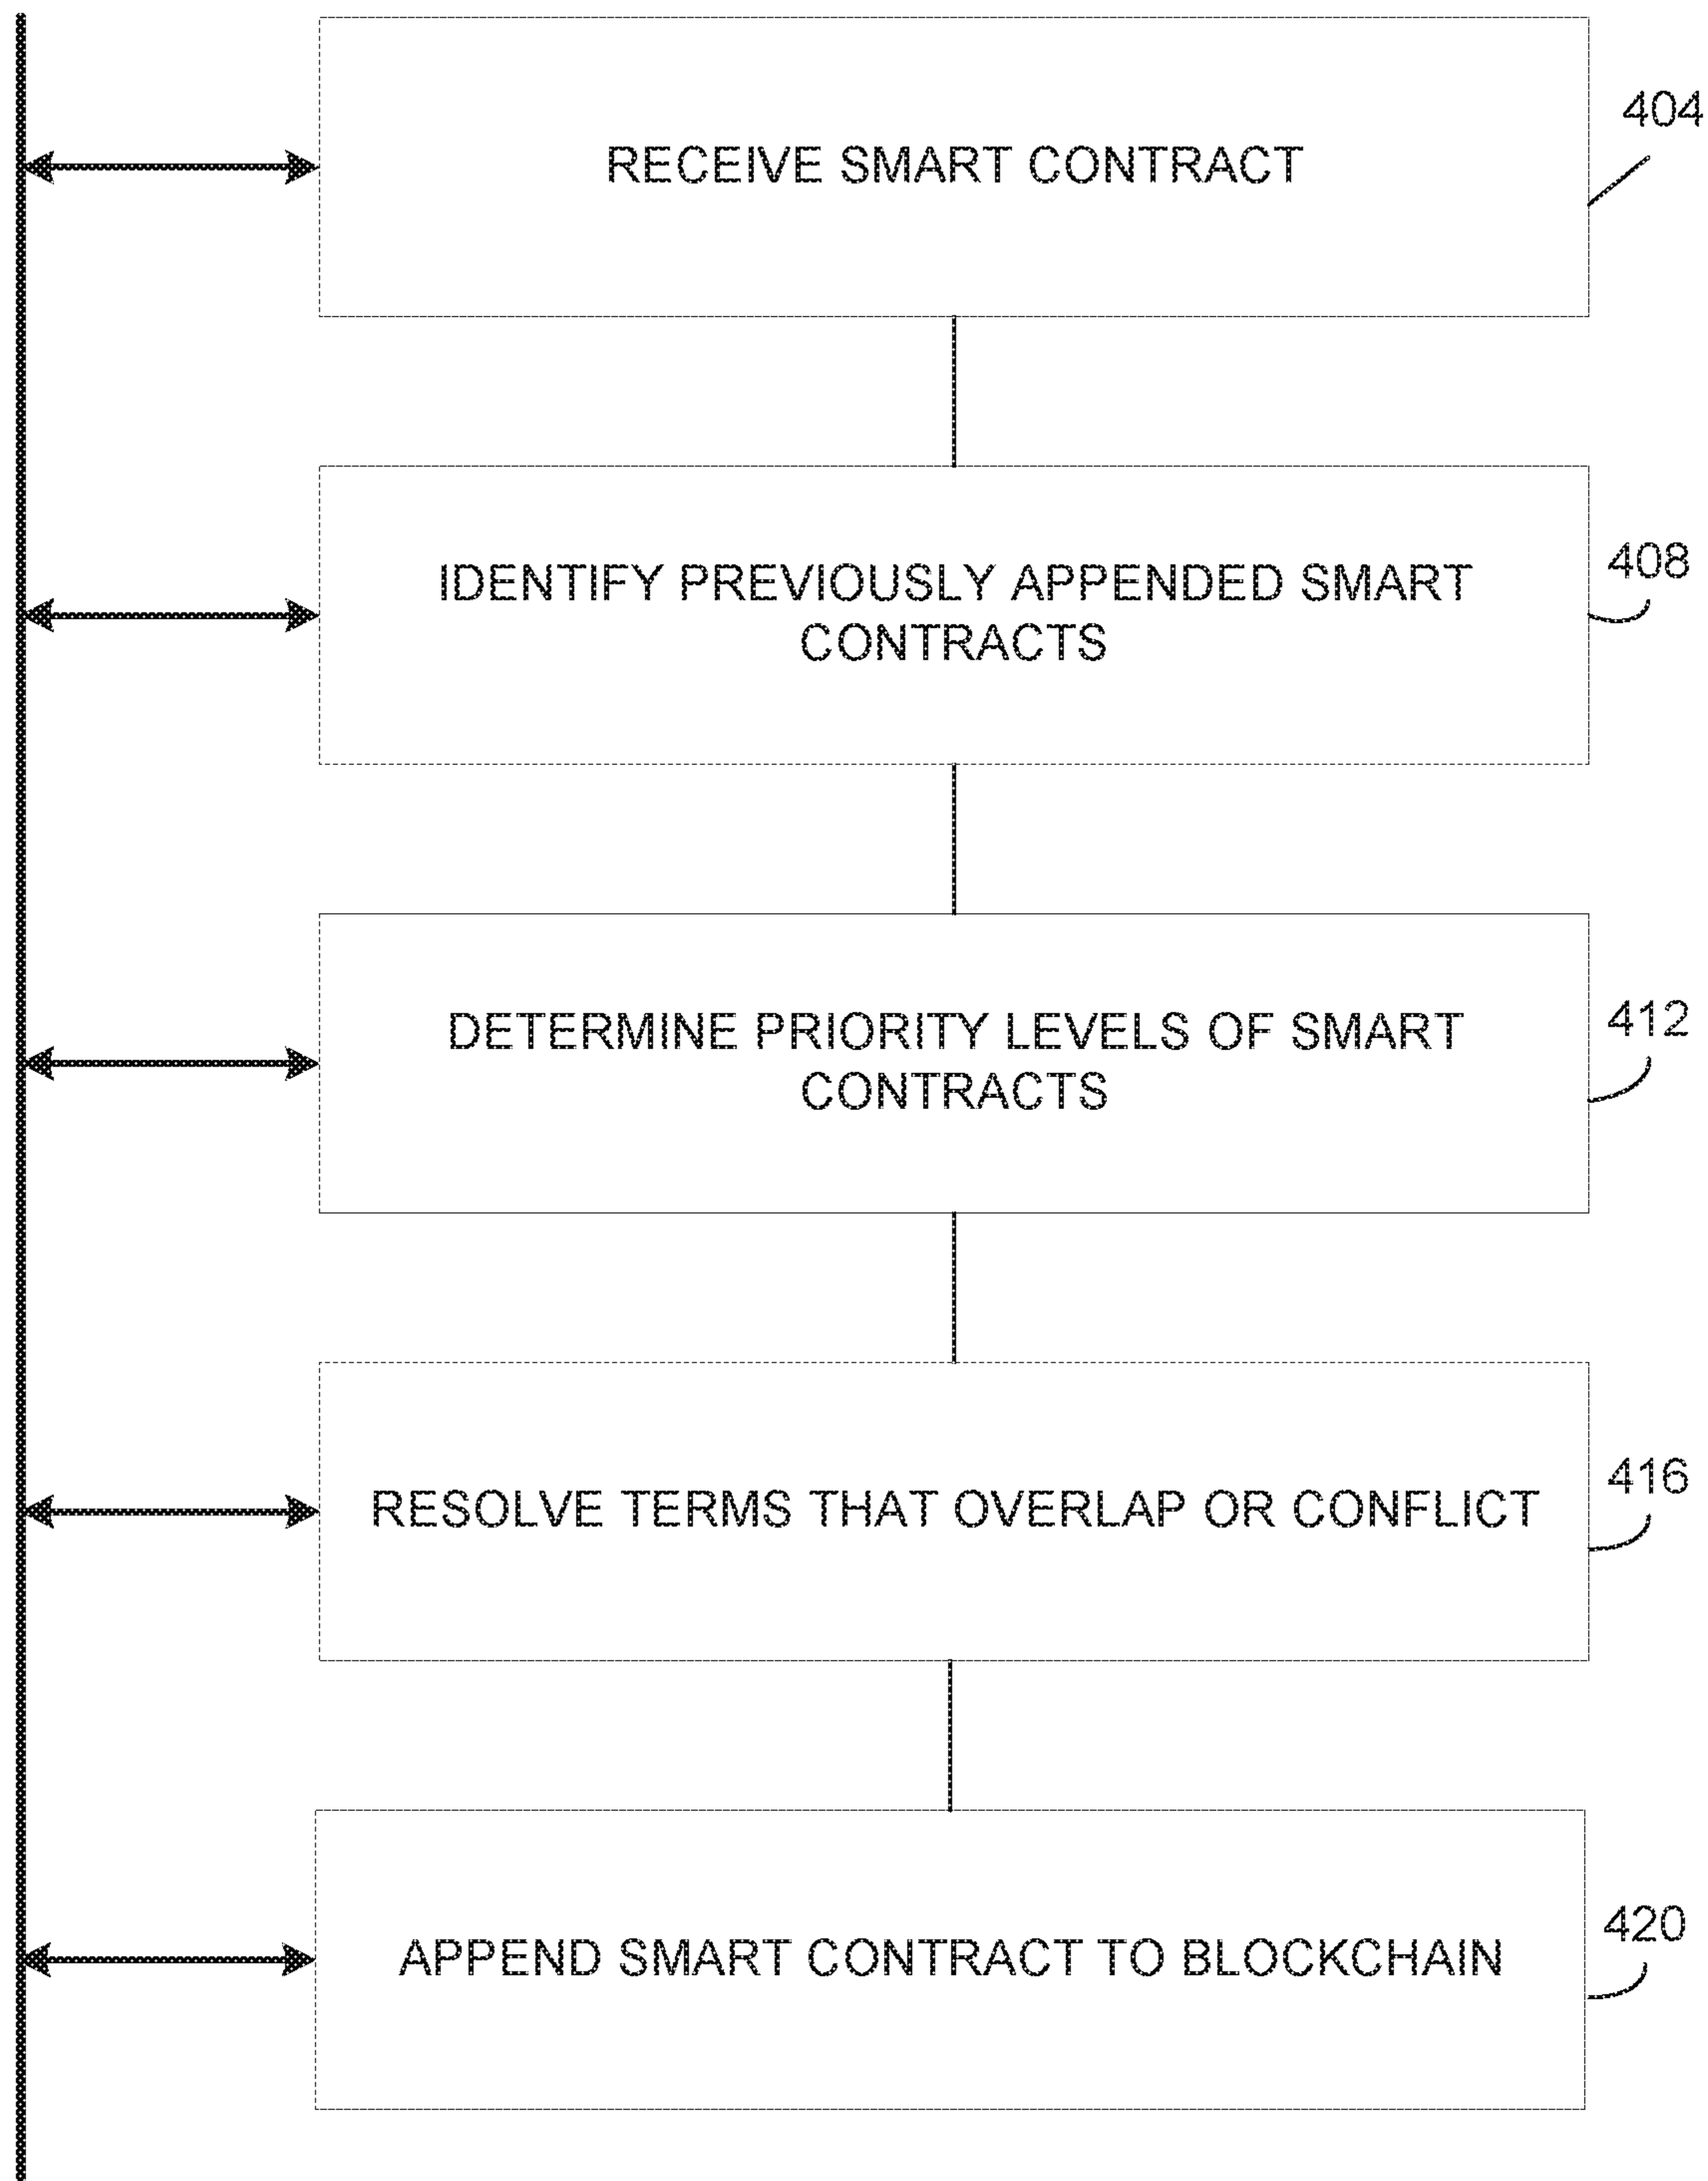 RECEIVE SMART CONTRACT
404
IDENTIFY PREVIOUSLY APPENDED SMART
CONTRACTS
408
DETERMINE PRIORITY LEVELS OF SMART
CONTRACTS
412
RESOLVE TERMS THAT OVERLAP OR CONFLICT
416
APPEND SMART CONTRACT TO BLOCKCHAIN
420